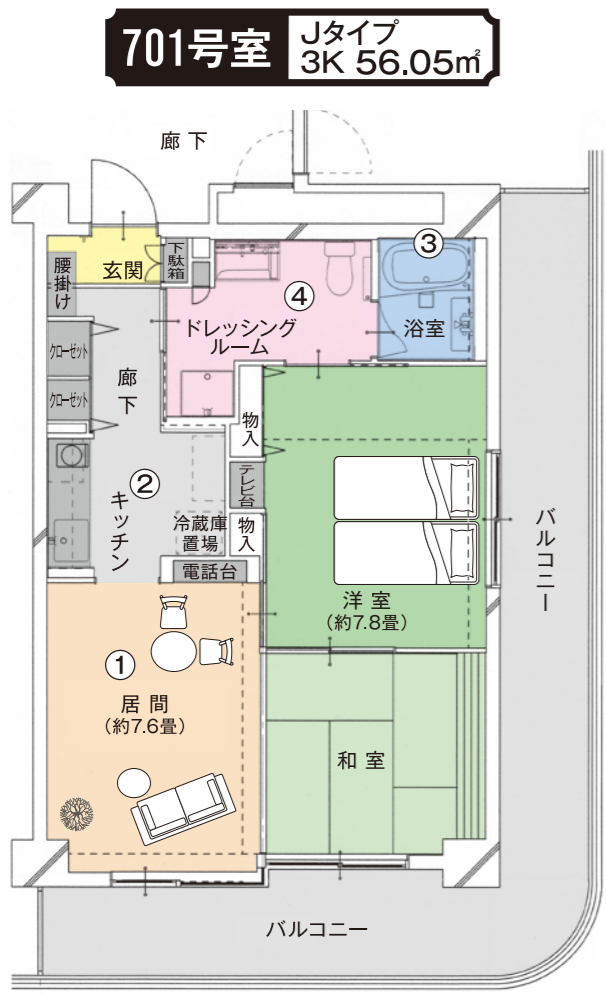 701号室
Jタイプ
3K 56.05㎡
廊下
玄関
下駄箱
腰掛け
③
浴室
④
ドレッシング
ルーム
クローゼット
廊下
クローゼット
物入
②
キッチン
テレビ台
冷蔵庫
置場
物入
電話台
バルコニー
洋室
(約7.8畳)
①
居間
(約7.6畳)
和室
バルコニー